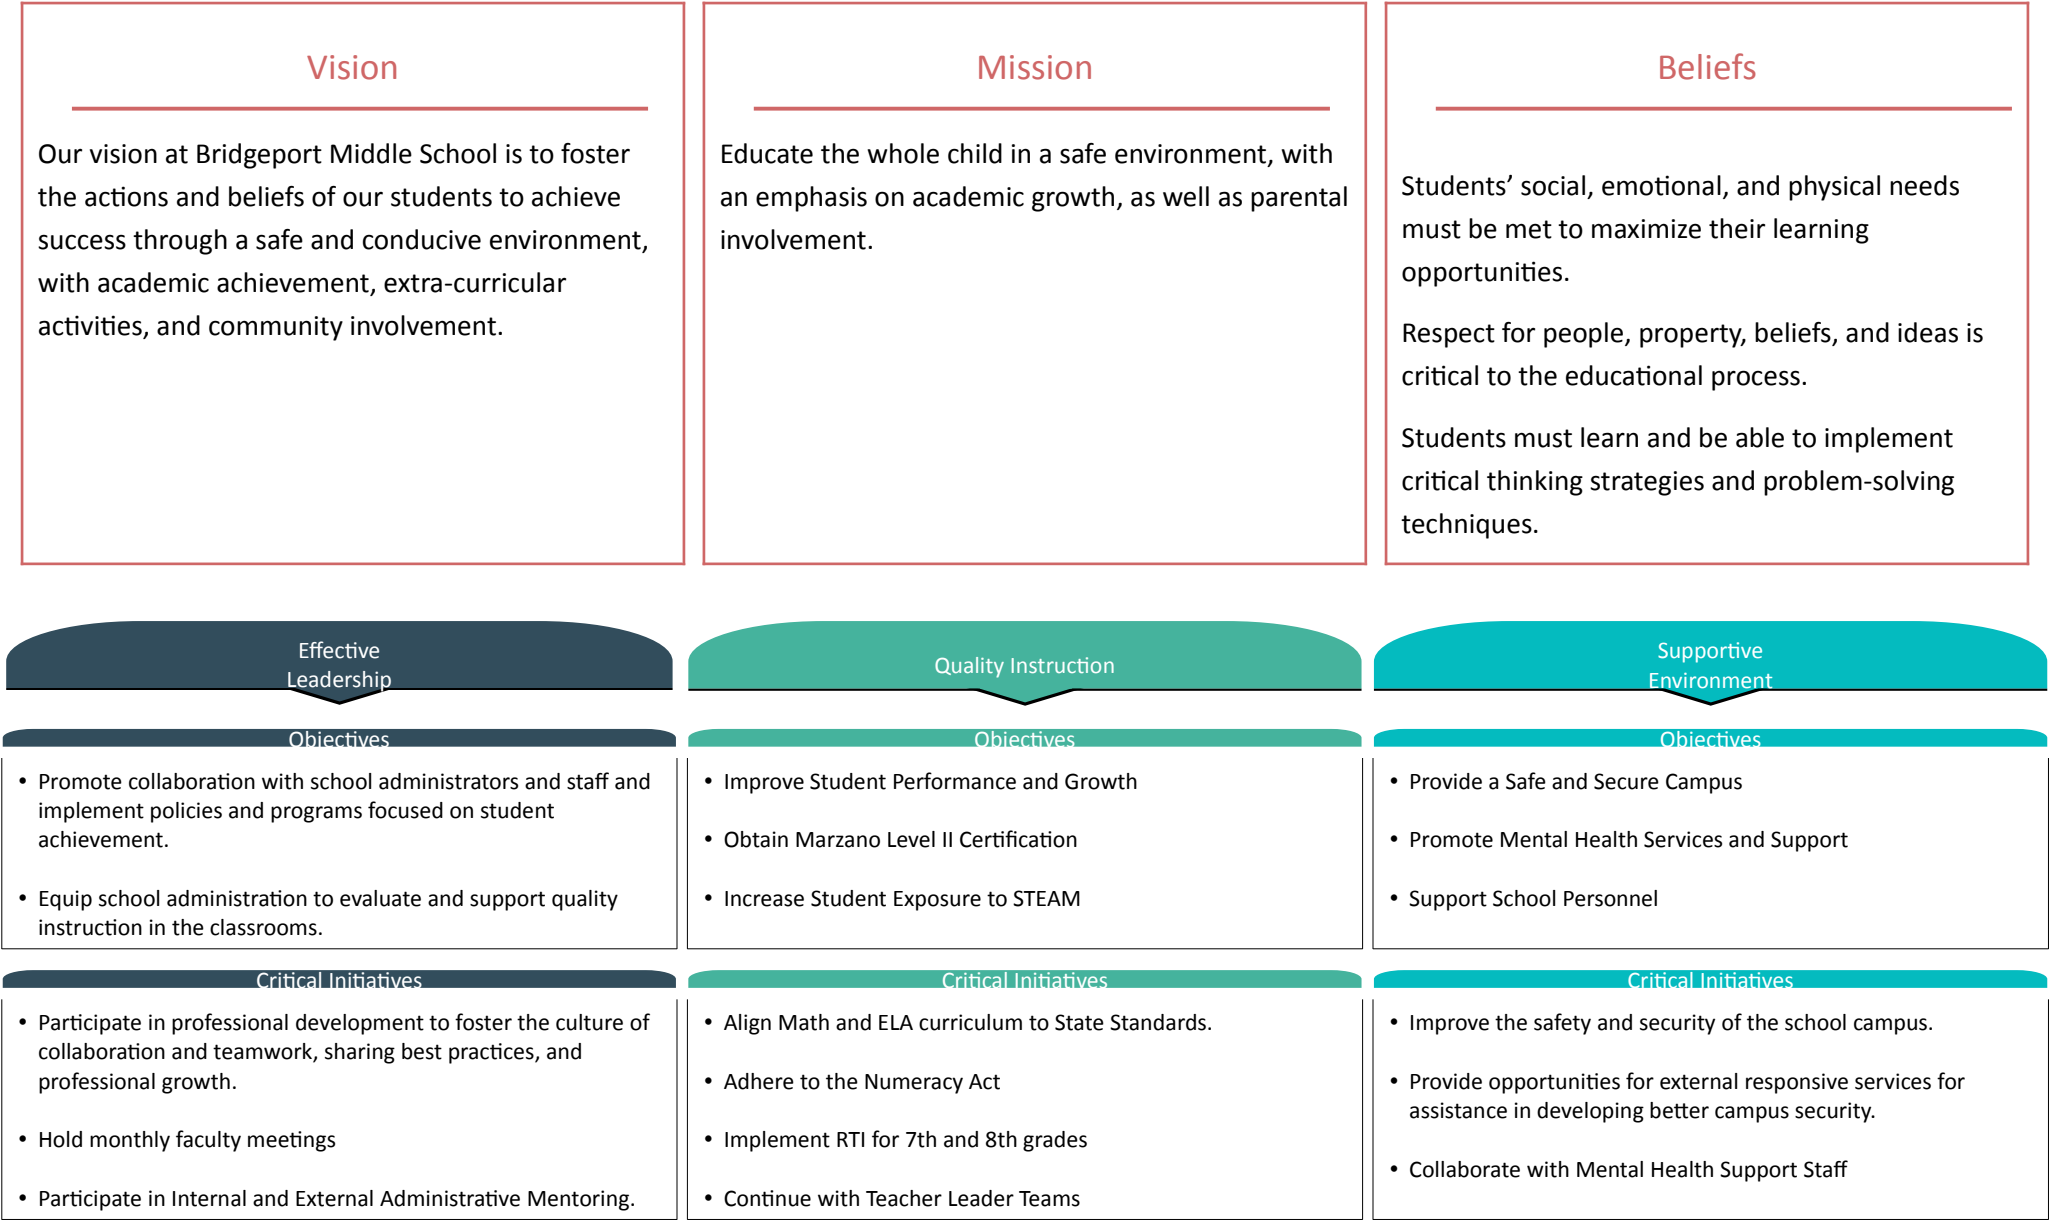 Vision
Our vision at Bridgeport Middle School is to foster
the actions and beliefs of our students to achieve
success through a safe and conducive environment,
with academic achievement, extra-curricular
activities, and community involvement.
Mission
Educate the whole child in a safe environment, with
an emphasis on academic growth, as well as parental
involvement.
Beliefs
Students’ social, emotional, and physical needs
must be met to maximize their learning
opportunities.
Respect for people, property, beliefs, and ideas is
critical to the educational process.
Students must learn and be able to implement
critical thinking strategies and problem-solving
techniques.
Effective
Leadership
Objectives
• Promote collaboration with school administrators and staff and
implement policies and programs focused on student
achievement.
• Equip school administration to evaluate and support quality
instruction in the classrooms.
Critical Initiatives
• Participate in professional development to foster the culture of
collaboration and teamwork, sharing best practices, and
professional growth.
• Hold monthly faculty meetings
• Participate in Internal and External Administrative Mentoring.
Quality Instruction
Objectives
• Improve Student Performance and Growth
• Obtain Marzano Level II Certification
• Increase Student Exposure to STEAM
Critical Initiatives
• Align Math and ELA curriculum to State Standards.
• Adhere to the Numeracy Act
• Implement RTI for 7th and 8th grades
• Continue with Teacher Leader Teams
Supportive
Environment
Objectives
• Provide a Safe and Secure Campus
• Promote Mental Health Services and Support
• Support School Personnel
Critical Initiatives
• Improve the safety and security of the school campus.
• Provide opportunities for external responsive services for
assistance in developing better campus security.
• Collaborate with Mental Health Support Staff